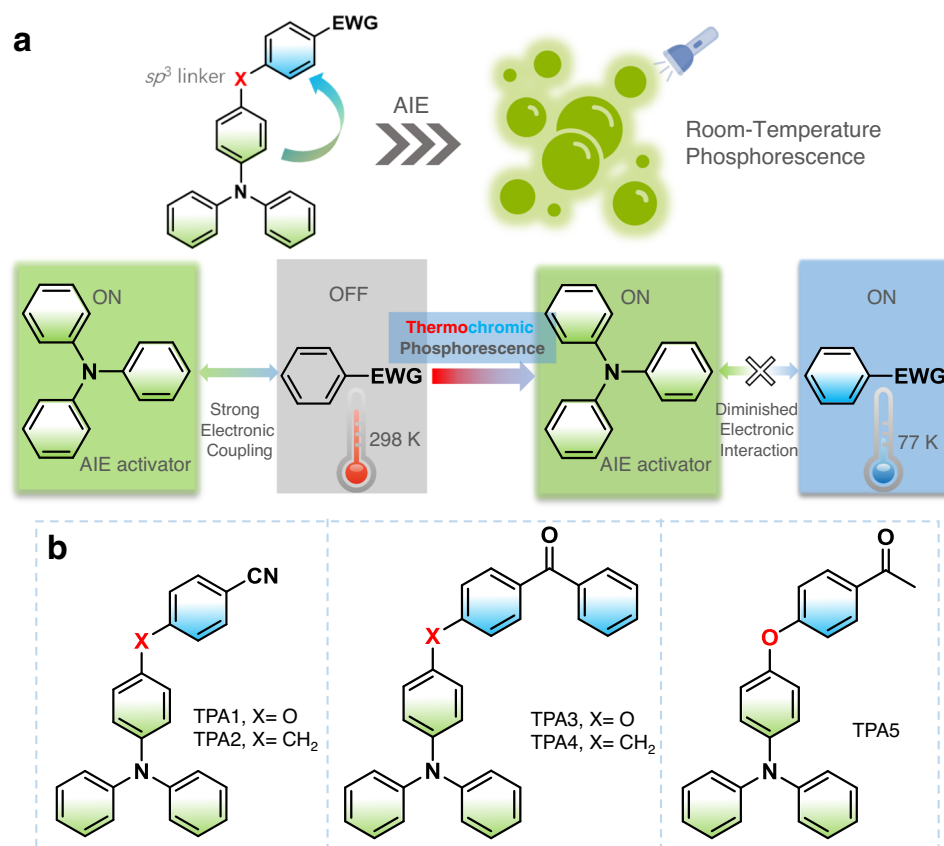 a
EWG
sp³ linker
X
N
AIE
Room-Temperature
Phosphorescence
ON
N
AIE activator
Strong
Electronic
Coupling
OFF
EWG
298 K
Thermochromic
Phosphorescence
ON
N
AIE activator
Diminished
Electronic
Interaction
ON
EWG
77 K
b
CN
X
N
TPA1, X= O
TPA2, X= CH₂
O
X
N
TPA3, X= O
TPA4, X= CH₂
O
O
N
TPA5